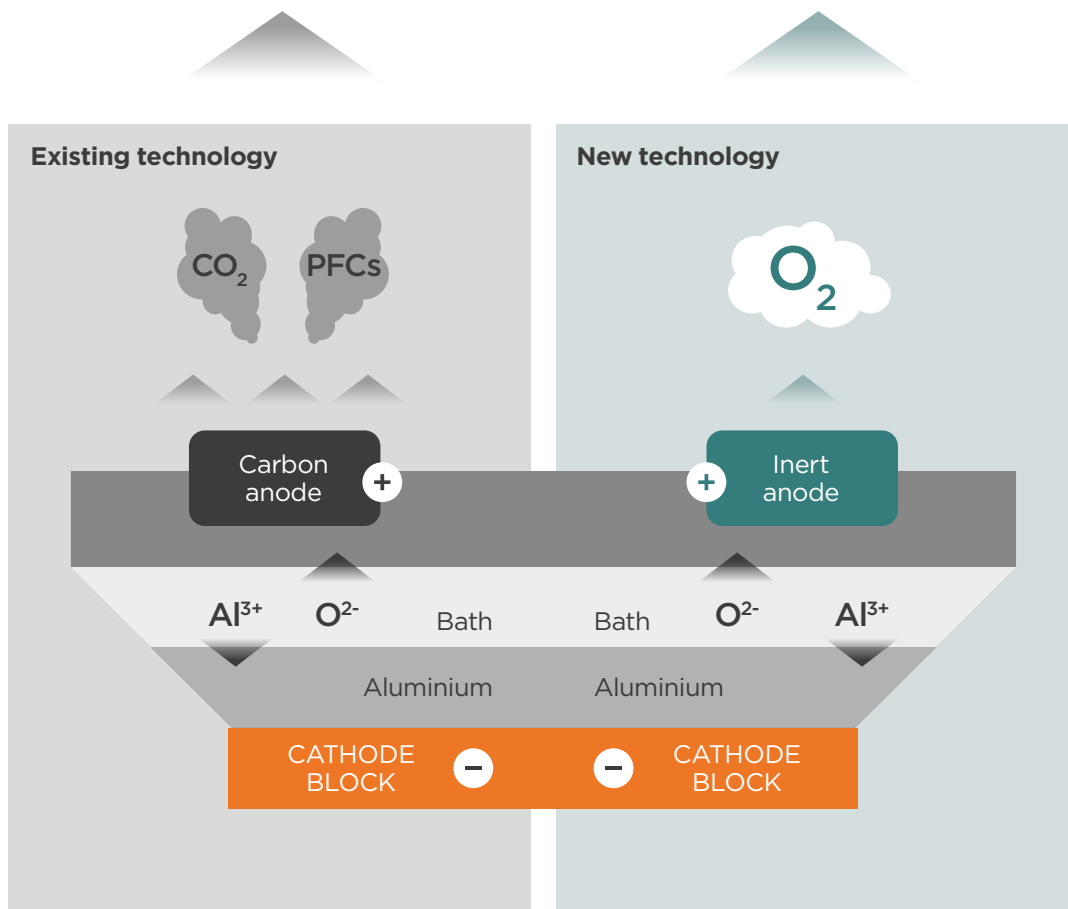 Existing technology
CO₂
PFCs
Carbon
anode
+
Al³⁺
O²⁻
Bath
Aluminium
CATHODE
BLOCK
−
New technology
O₂
+
Inert
anode
Bath
O²⁻
Al³⁺
Aluminium
−
CATHODE
BLOCK